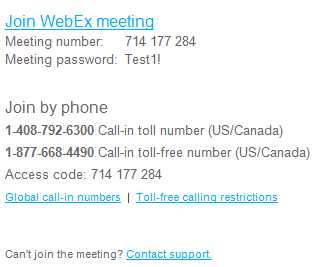 Join WebEx meeting
Meeting number: 714 177 284
Meeting password: Test1!
Join by phone
1-408-792-6300 Call-in toll number (US/Canada)
1-877-668-4490 Call-in toll-free number (US/Canada)
Access code: 714 177 284
Global call-in numbers | Toll-free calling restrictions
Can't join the meeting? Contact support.